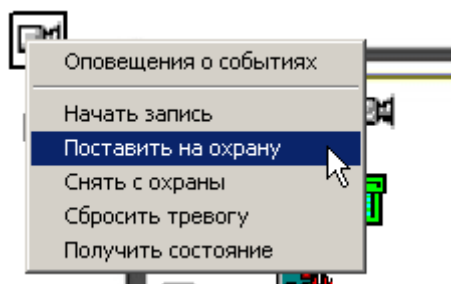 Оповещения о событиях
Начать запись
Поставить на охрану
Снять с охраны
Сбросить тревогу
Получить состояние